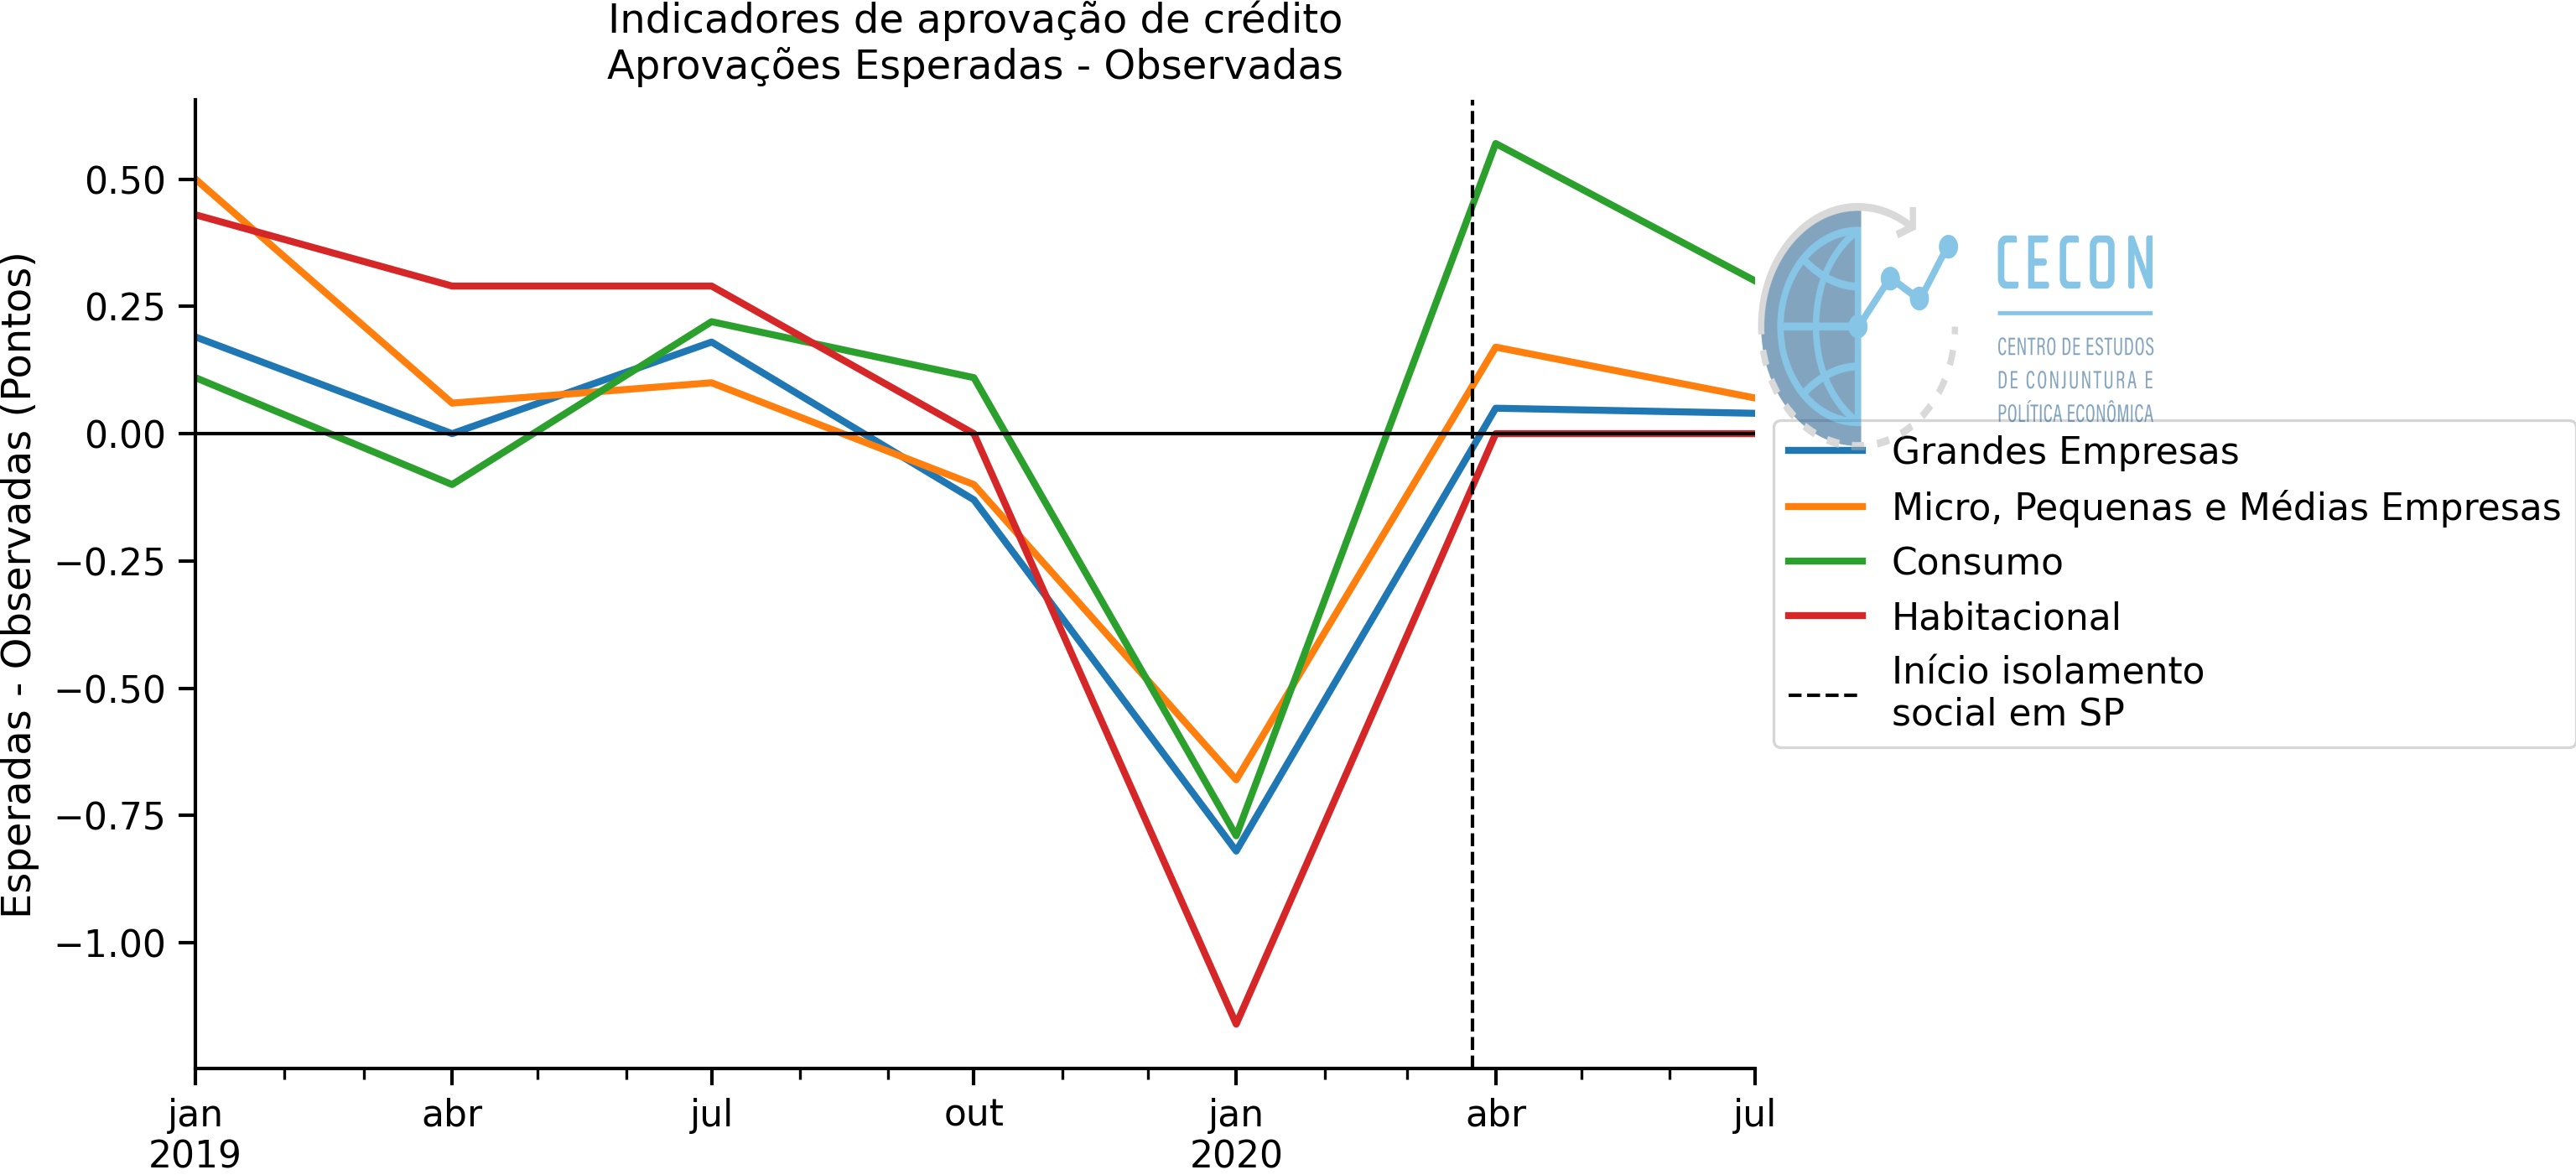 Indicadores de aprovação de crédito
Aprovações Esperadas - Observadas
Esperadas - Observadas (Pontos)
0.50
0.25
0.00
−0.25
−0.50
−0.75
−1.00
jan
2019
abr
jul
out
jan
2020
abr
jul
CECON
CENTRO DE ESTUDOS
DE CONJUNTURA E
POLÍTICA ECONÔMICA
Grandes Empresas
Micro, Pequenas e Médias Empresas
Consumo
Habitacional
Início isolamento
social em SP